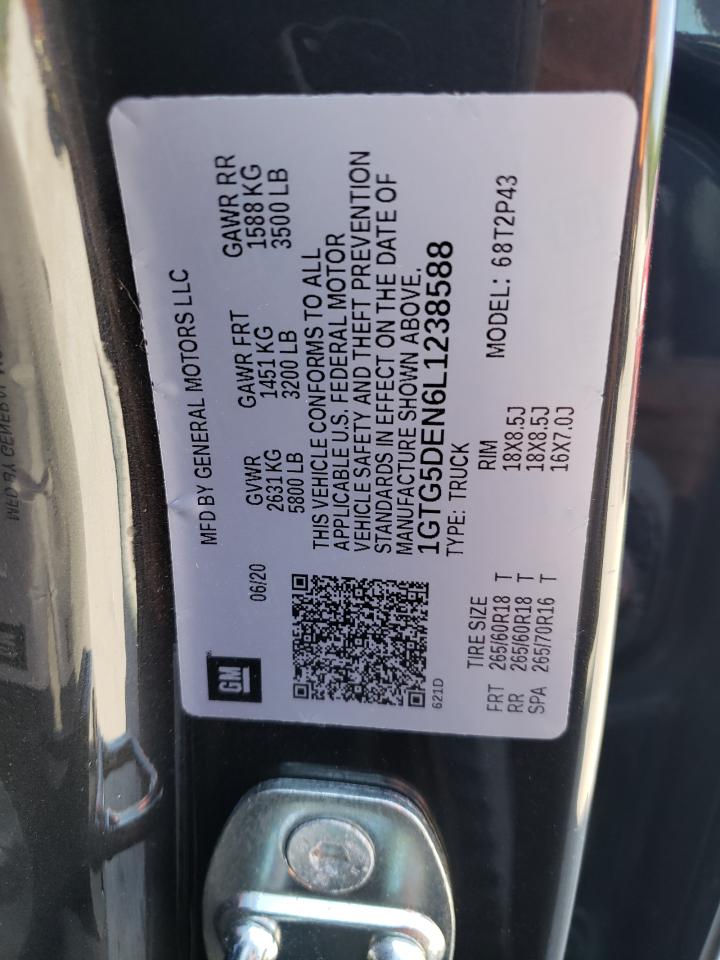 MFD BY GENERAL MOTORS LLC
GM 06/20
GVWR GAWR FRT GAWR RR
2631 KG 1451 KG 1588 KG
5800 LB 3200 LB 3500 LB
THIS VEHICLE CONFORMS TO ALL
APPLICABLE U.S. FEDERAL MOTOR
VEHICLE SAFETY AND THEFT PREVENTION
STANDARDS IN EFFECT ON THE DATE OF
MANUFACTURE SHOWN ABOVE.
1GTG5DEN6L1238588
621D
TYPE: TRUCK MODEL: 68T2P43
TIRE SIZE RIM
FRT 265/60R18 T 18X8.5J
RR 265/60R18 T 18X8.5J
SPA 265/70R16 T 16X7.0J